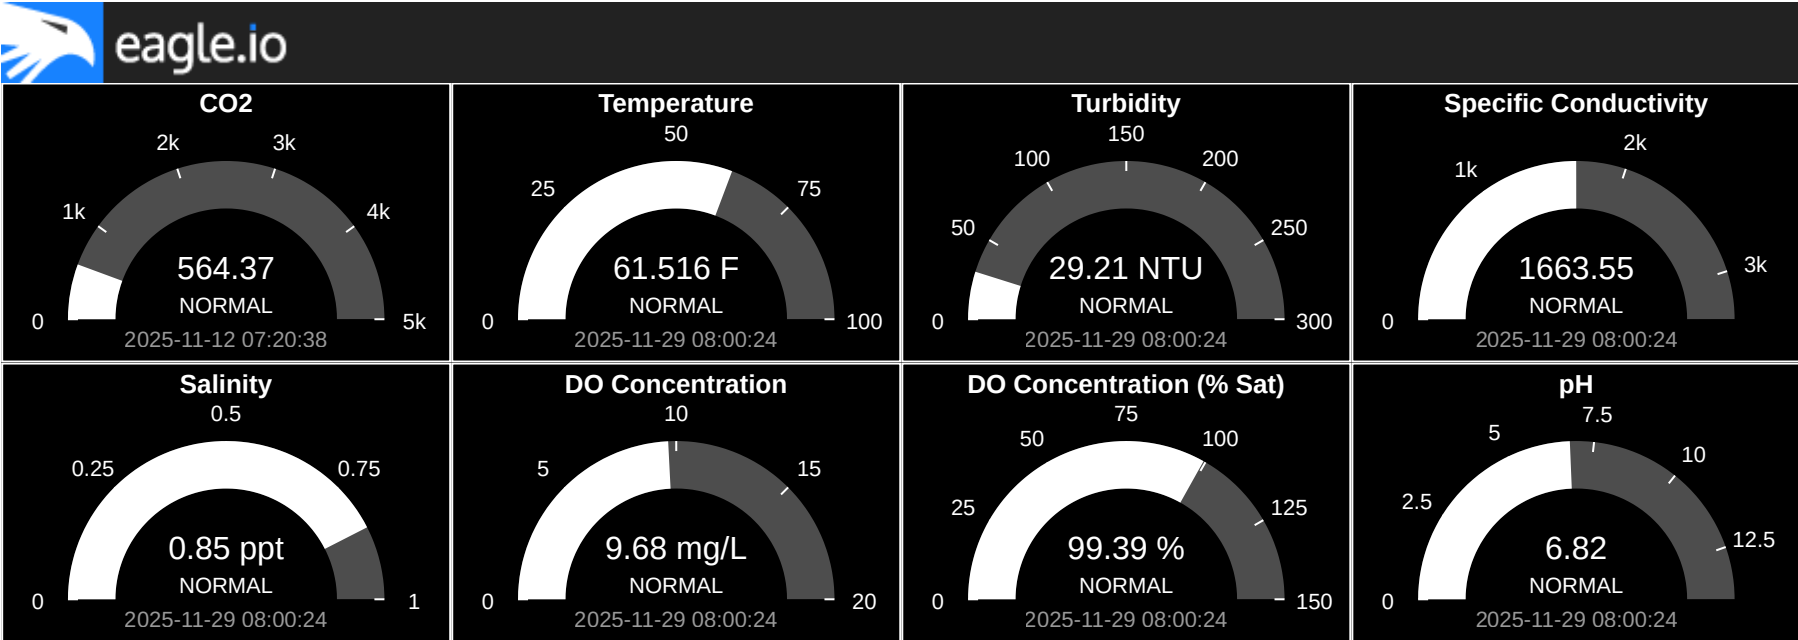 eagle.io
CO2
0
1k
2k
3k
4k
5k
564.37
NORMAL
2025-11-12 07:20:38
Temperature
0
25
50
75
100
61.516 F
NORMAL
2025-11-29 08:00:24
Turbidity
0
50
100
150
200
250
300
29.21 NTU
NORMAL
2025-11-29 08:00:24
Specific Conductivity
0
1k
2k
3k
1663.55
NORMAL
2025-11-29 08:00:24
Salinity
0
0.25
0.5
0.75
1
0.85 ppt
NORMAL
2025-11-29 08:00:24
DO Concentration
0
5
10
15
20
9.68 mg/L
NORMAL
2025-11-29 08:00:24
DO Concentration (% Sat)
0
25
50
75
100
125
150
99.39 %
NORMAL
2025-11-29 08:00:24
pH
0
2.5
5
7.5
10
12.5
6.82
NORMAL
2025-11-29 08:00:24